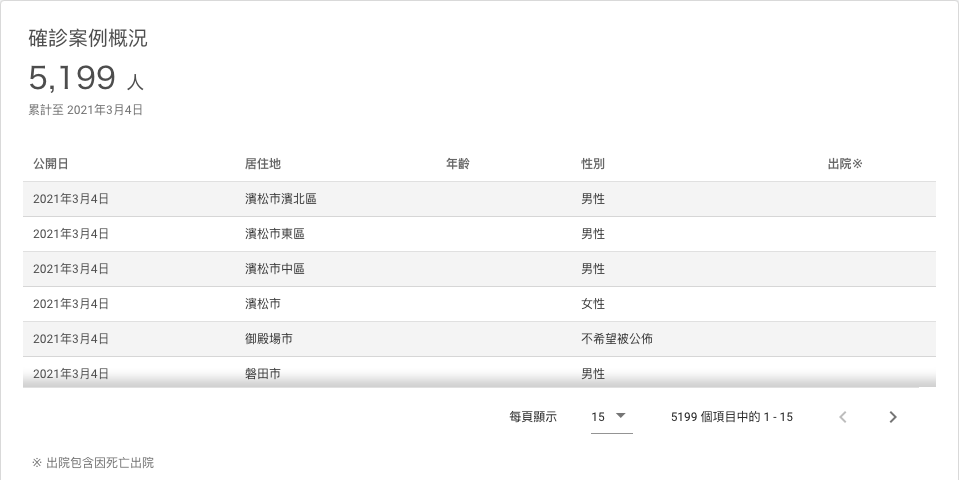 確診案例概況
5,199 人
累計至 2021年3月4日
公開日 居住地 年齡 性別 出院※
2021年3月4日 濱松市濱北區 男性
2021年3月4日 濱松市東區 男性
2021年3月4日 濱松市中區 男性
2021年3月4日 濱松市 女性
2021年3月4日 御殿場市 不希望被公佈
2021年3月4日 磐田市 男性
每頁顯示 15 5199 個項目中的 1 - 15
※ 出院包含因死亡出院